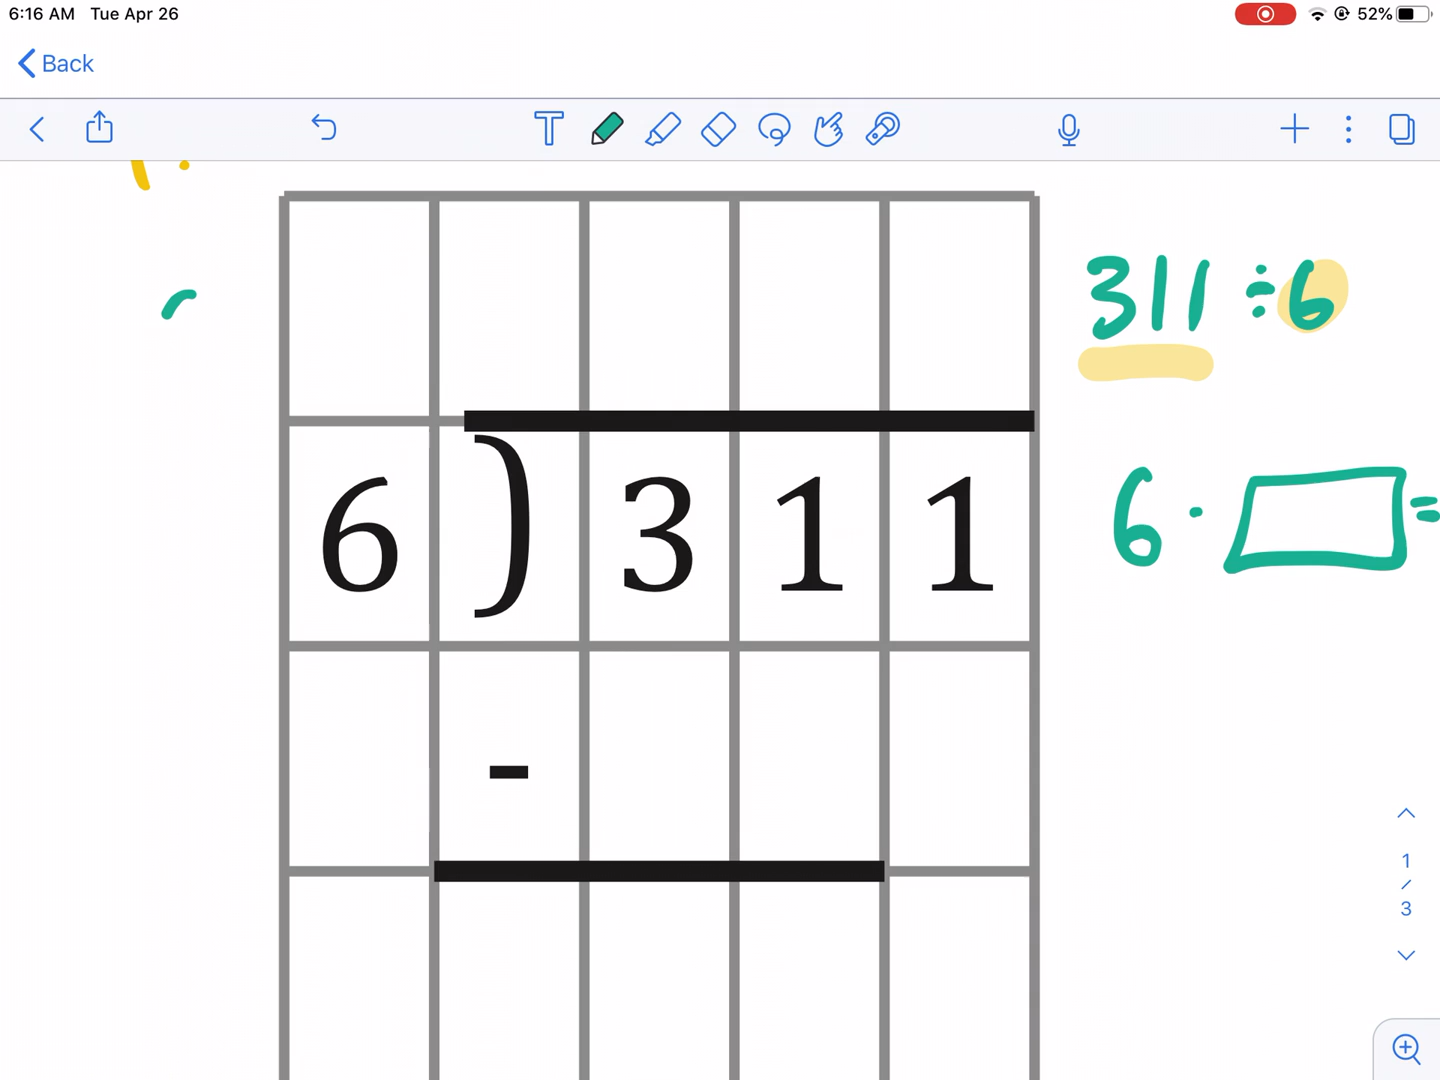 6:16 AM Tue Apr 26
52%
Back
T
311 ÷ 6
6 ) 3 1 1
6 · =
-
1
/
3